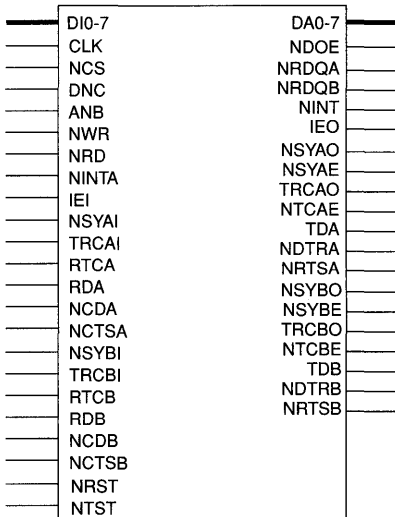 DI0-7
CLK
NCS
DNC
ANB
NWR
NRD
NINTA
IEI
NSYAI
TRCAI
RTCA
RDA
NCDA
NCTSA
NSYBI
TRCBI
RTCB
RDB
NCDB
NCTSB
NRST
NTST
DA0-7
NDOE
NRDQA
NRDQB
NINT
IEO
NSYAO
NSYAE
TRCAO
NTCAE
TDA
NDTRA
NRTSA
NSYBO
NSYBE
TRCBO
NTCBE
TDB
NDTRB
NRTSB